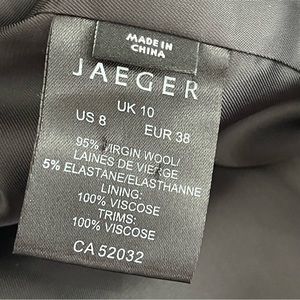 MADE IN
CHINA
JAEGER
UK 10
US 8 EUR 38
95% VIRGIN WOOL/
LAINES DE VIERGE
5% ELASTANE/ELASTHANNE
LINING:
100% VISCOSE
TRIMS:
100% VISCOSE
CA 52032